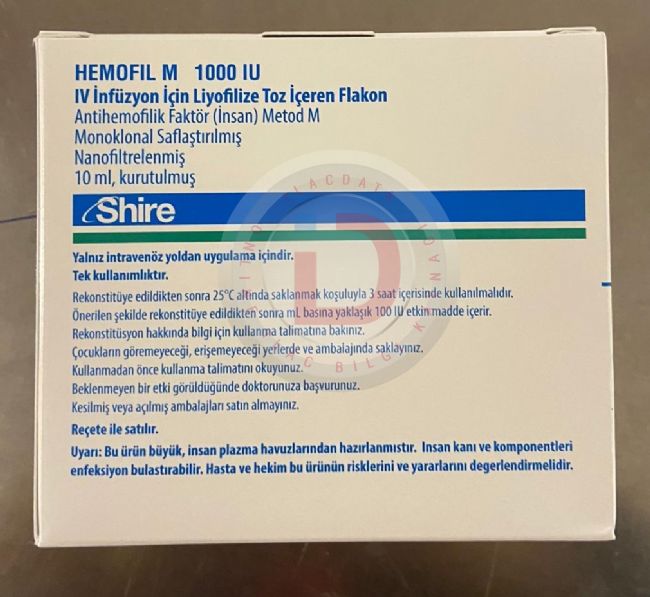 HEMOFIL M 1000 IU
IV İnfüzyon İçin Liyofilize Toz İçeren Flakon
Antihemofilik Faktör (İnsan) Metod M
Monoklonal Saflaştırılmış
Nanofiltrelenmiş
10 ml, kurutulmuş
Shire
Yalnız intravenöz yoldan uygulama içindir.
Tek kullanımlıktır.
Rekonstitüye edildikten sonra 25°C altinda saklanmak koşuluyla 3 saat içerisinde kullanılmalıdır.
Önerilen şekilde rekonstitüye edildikten sonra mL basına yaklaşık 100 IU etkin madde içerir.
Rekonstitüsyon hakkında bilgi için kullanma talimatına bakınız.
Çocukların göremeyeceği, erişemeyeceği yerlerde ve ambalajında saklayınız.
Kullanmadan önce kullanma talimatını okuyunuz.
Beklenmeyen bir etki görüldüğünde doktorunuza başvurunuz.
Kesilmiş veya açılmış ambalajları satın almayınız.
Reçete ile satılır.
Uyarı: Bu ürün büyük, insan plazma havuzlarından hazırlanmıştır. İnsan kanı ve komponentleri
enfeksiyon bulastırabilir. Hasta ve hekim bu ürünün risklerini ve yararlarını degerlendirmelidir.